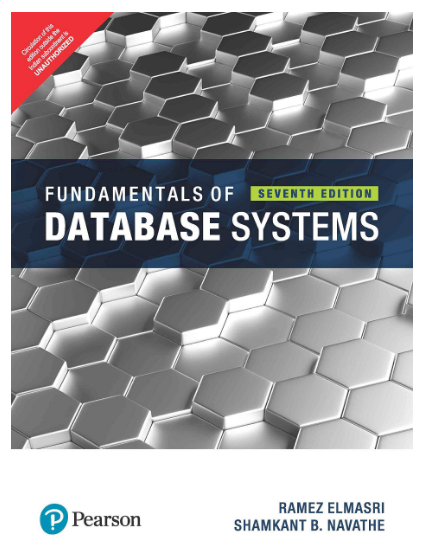 Circulation of this
edition outside the
Indian subcontinent is
UNAUTHORIZED
FUNDAMENTALS OF SEVENTH EDITION
DATABASE SYSTEMS
Pearson
RAMEZ ELMASRI
SHAMKANT B. NAVATHE